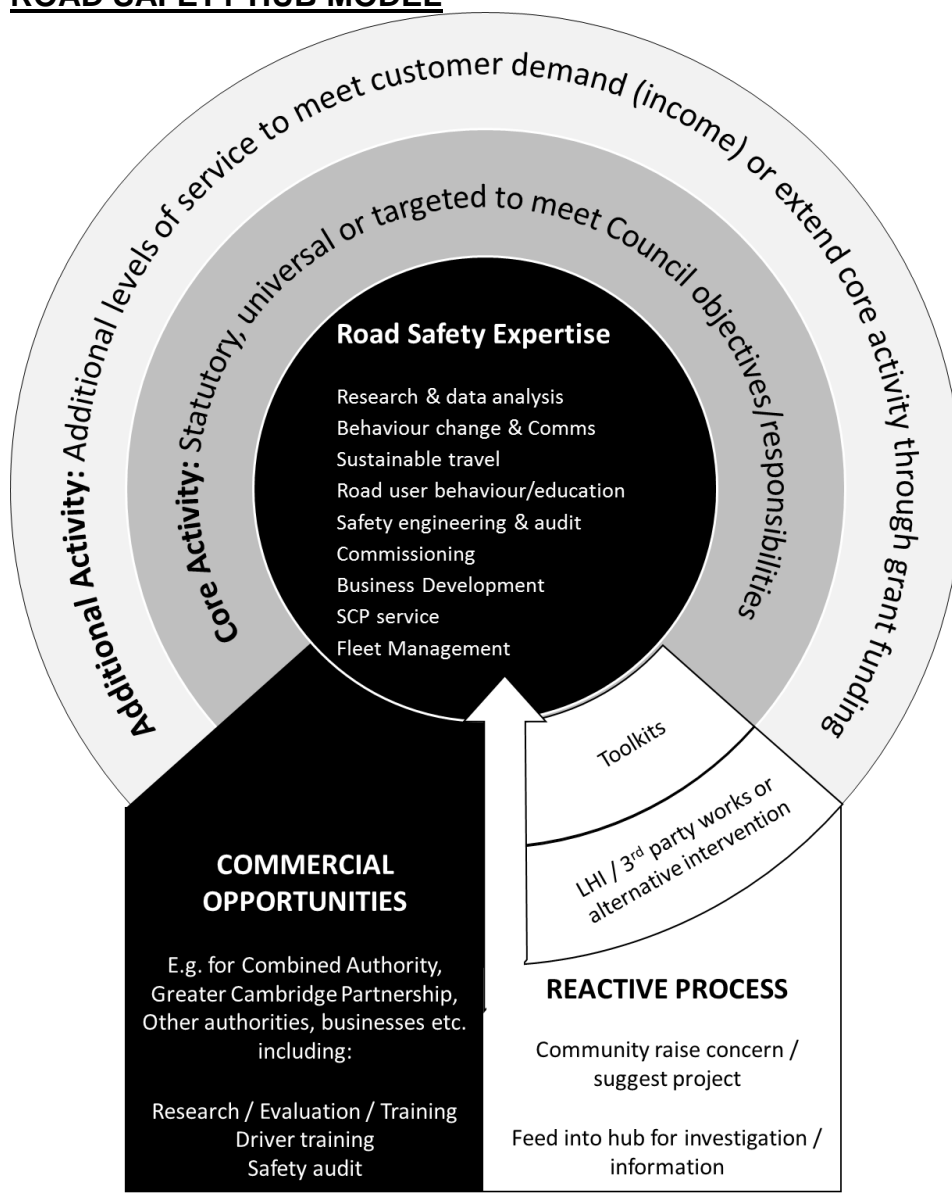 ROAD SAFETY HUB MODEL
Additional Activity: Additional levels of service to meet customer demand (income) or extend core activity through grant funding
Core Activity: Statutory, universal or targeted to meet Council objectives/responsibilities
Road Safety Expertise
Research & data analysis
Behaviour change & Comms
Sustainable travel
Road user behaviour/education
Safety engineering & audit
Commissioning
Business Development
SCP service
Fleet Management
Toolkits
LHI / 3rd party works or
alternative intervention
COMMERCIAL
OPPORTUNITIES
E.g. for Combined Authority,
Greater Cambridge Partnership,
Other authorities, businesses etc.
including:
Research / Evaluation / Training
Driver training
Safety audit
REACTIVE PROCESS
Community raise concern /
suggest project
Feed into hub for investigation /
information